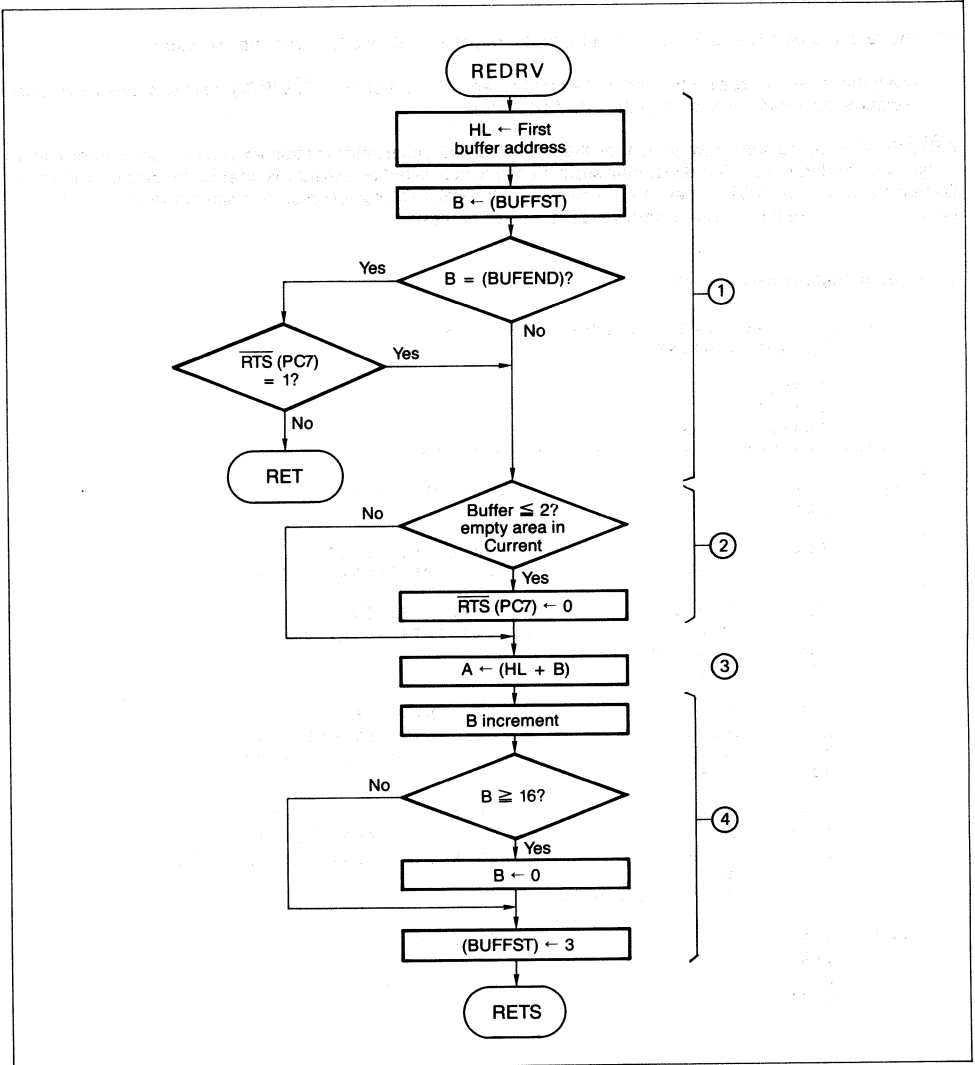 REDRV
HL ← First
buffer address
B ← (BUFFST)
B = (BUFEND)?
Yes
No
①
RTS (PC7)
= 1?
Yes
No
RET
Buffer ≦ 2?
empty area in
Current
No
Yes
②
RTS (PC7) ← 0
A ← (HL + B)
③
B increment
B ≧ 16?
No
Yes
④
B ← 0
(BUFFST) ← 3
RETS